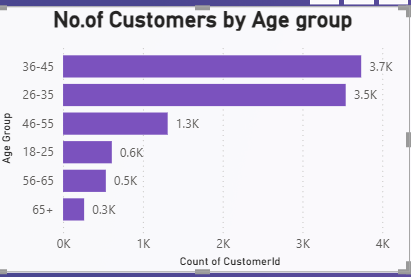 No.of Customers by Age group
36-45 3.7K
26-35 3.5K
46-55 1.3K
18-25 0.6K
56-65 0.5K
65+ 0.3K
Age Group
0K 1K 2K 3K 4K
Count of CustomerId